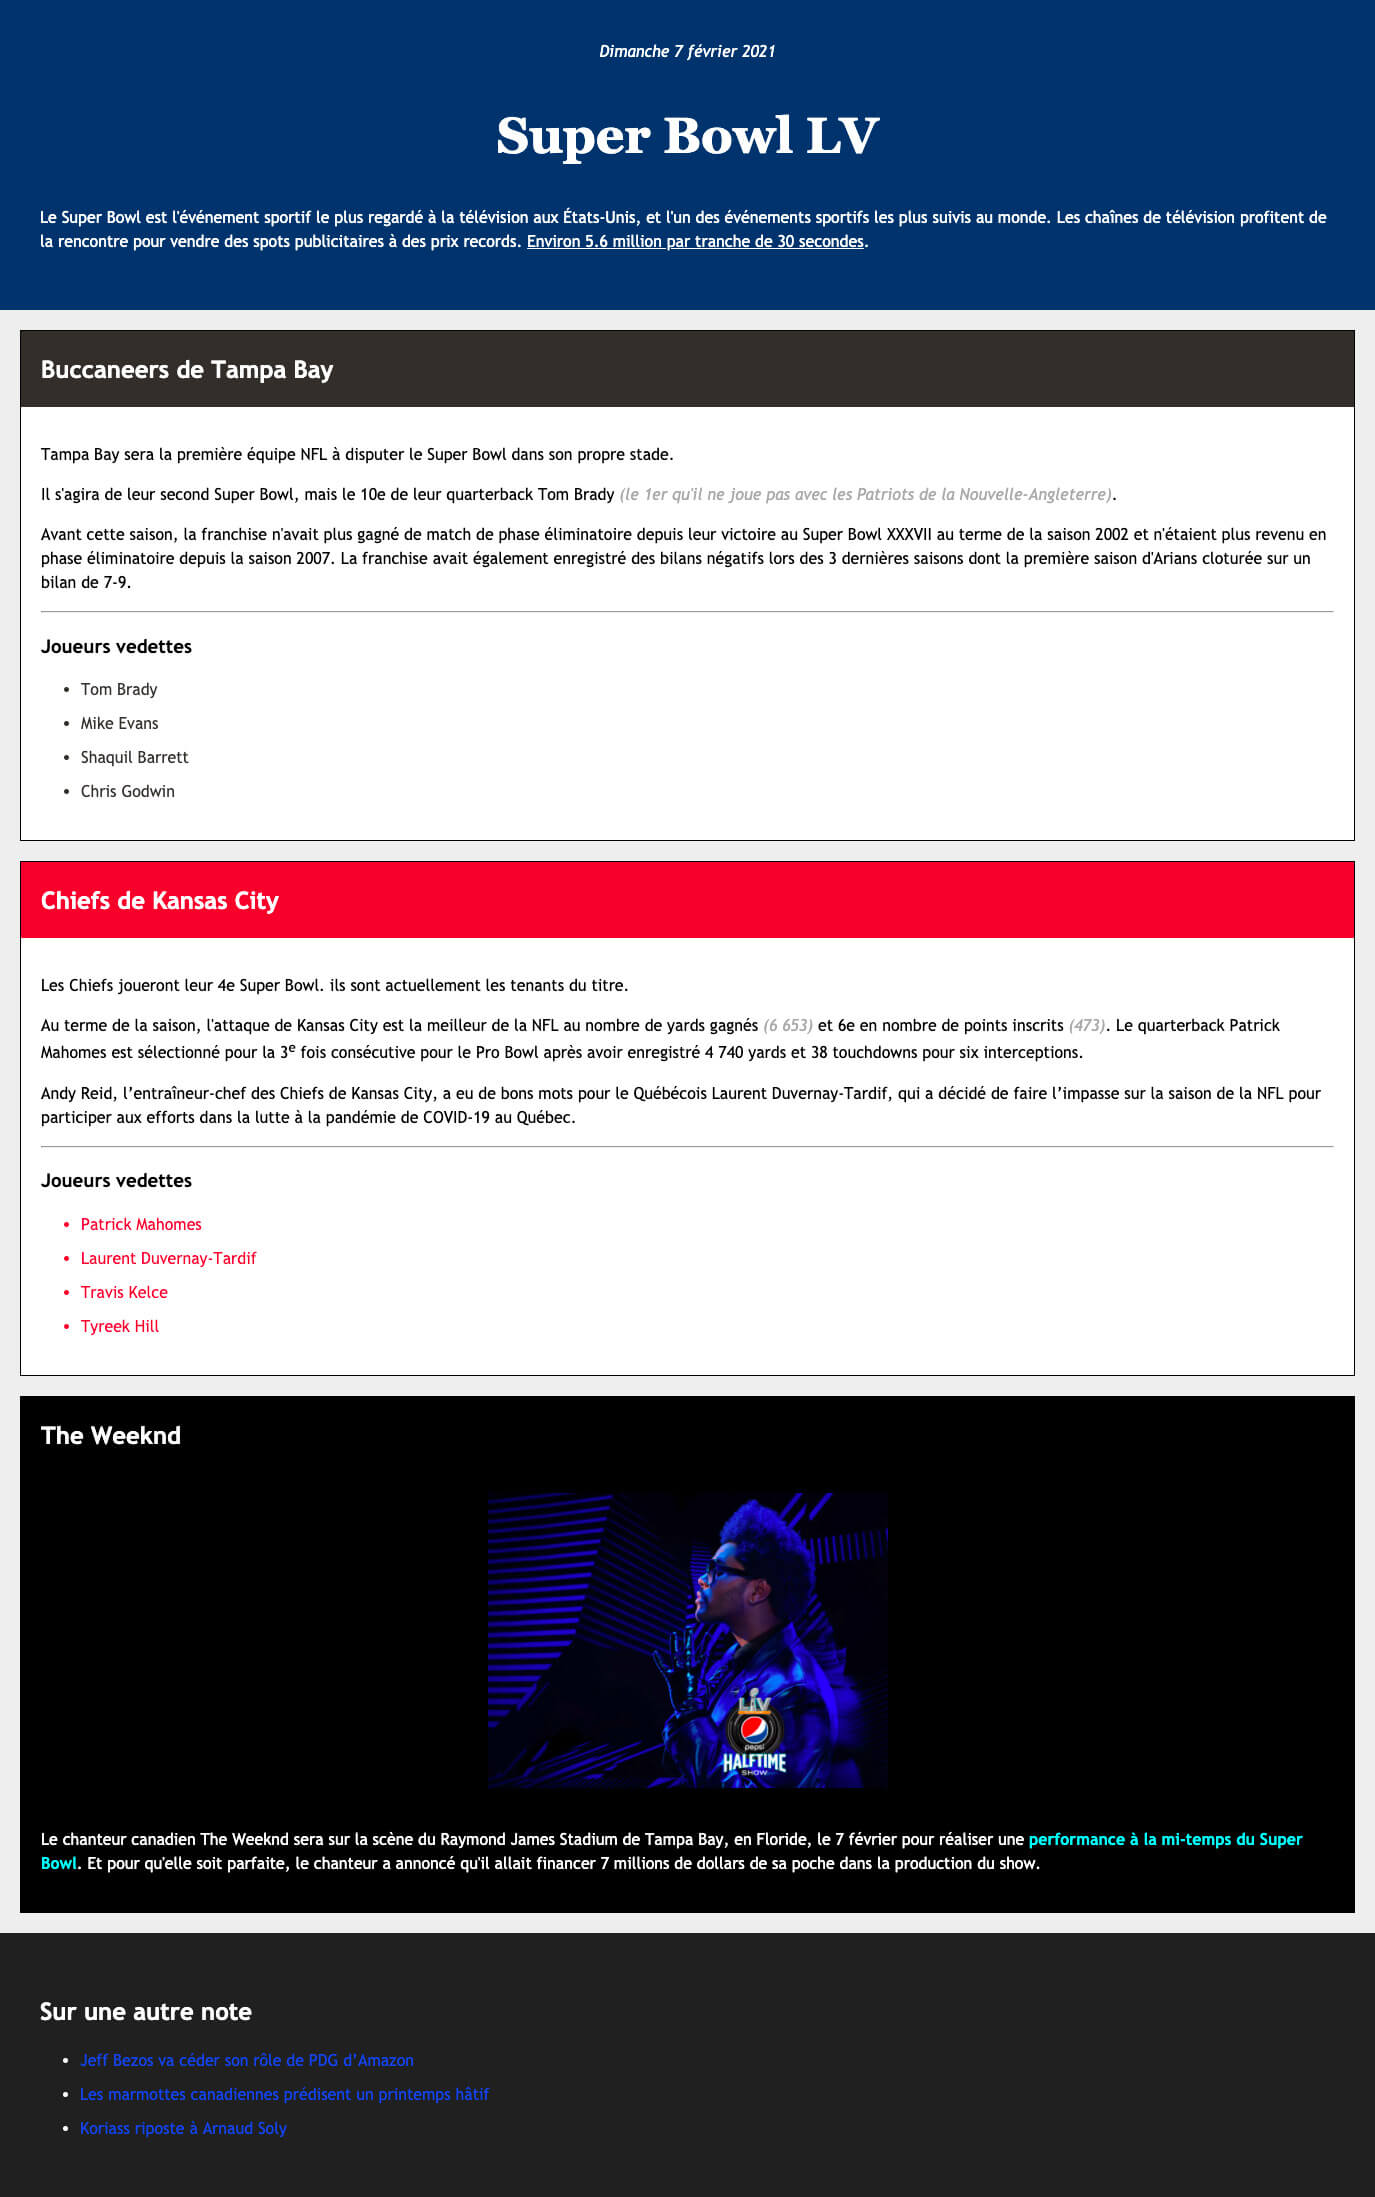 Dimanche 7 février 2021
Super Bowl LV
Le Super Bowl est l'événement sportif le plus regardé à la télévision aux États-Unis, et l'un des événements sportifs les plus suivis au monde. Les chaînes de télévision profitent de
la rencontre pour vendre des spots publicitaires à des prix records. Environ 5.6 million par tranche de 30 secondes.
Buccaneers de Tampa Bay
Tampa Bay sera la première équipe NFL à disputer le Super Bowl dans son propre stade.
Il s'agira de leur second Super Bowl, mais le 10e de leur quarterback Tom Brady (le 1er qu'il ne joue pas avec les Patriots de la Nouvelle-Angleterre).
Avant cette saison, la franchise n'avait plus gagné de match de phase éliminatoire depuis leur victoire au Super Bowl XXXVII au terme de la saison 2002 et n'étaient plus revenu en
phase éliminatoire depuis la saison 2007. La franchise avait également enregistré des bilans négatifs lors des 3 dernières saisons dont la première saison d'Arians cloturée sur un
bilan de 7-9.
Joueurs vedettes
• Tom Brady
• Mike Evans
• Shaquil Barrett
• Chris Godwin
Chiefs de Kansas City
Les Chiefs joueront leur 4e Super Bowl. ils sont actuellement les tenants du titre.
Au terme de la saison, l'attaque de Kansas City est la meilleur de la NFL au nombre de yards gagnés (6 653) et 6e en nombre de points inscrits (473). Le quarterback Patrick
Mahomes est sélectionné pour la 3e fois consécutive pour le Pro Bowl après avoir enregistré 4 740 yards et 38 touchdowns pour six interceptions.
Andy Reid, l’entraîneur-chef des Chiefs de Kansas City, a eu de bons mots pour le Québécois Laurent Duvernay-Tardif, qui a décidé de faire l’impasse sur la saison de la NFL pour
participer aux efforts dans la lutte à la pandémie de COVID-19 au Québec.
Joueurs vedettes
• Patrick Mahomes
• Laurent Duvernay-Tardif
• Travis Kelce
• Tyreek Hill
The Weeknd
LV
pepsi
HALFTIME
SHOW
Le chanteur canadien The Weeknd sera sur la scène du Raymond James Stadium de Tampa Bay, en Floride, le 7 février pour réaliser une performance à la mi-temps du Super
Bowl. Et pour qu'elle soit parfaite, le chanteur a annoncé qu'il allait financer 7 millions de dollars de sa poche dans la production du show.
Sur une autre note
• Jeff Bezos va céder son rôle de PDG d’Amazon
• Les marmottes canadiennes prédisent un printemps hâtif
• Koriass riposte à Arnaud Soly